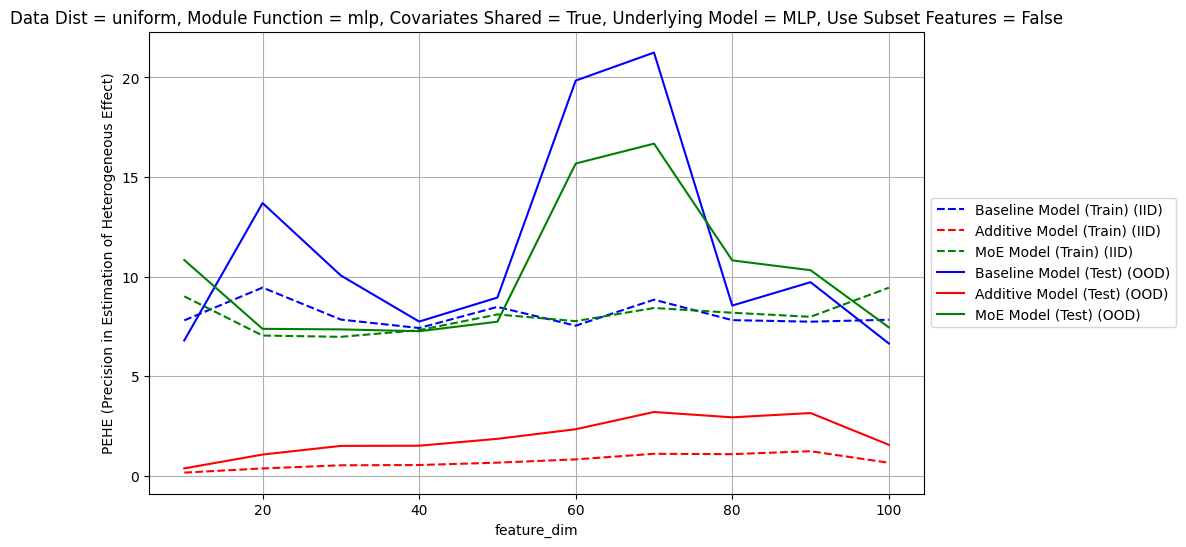 Data Dist = uniform, Module Function = mlp, Covariates Shared = True, Underlying Model = MLP, Use Subset Features = False
PEHE (Precision in Estimation of Heterogeneous Effect)
20
15
10
5
0
20
40
60
80
100
feature_dim
Baseline Model (Train) (IID)
Additive Model (Train) (IID)
MoE Model (Train) (IID)
Baseline Model (Test) (OOD)
Additive Model (Test) (OOD)
MoE Model (Test) (OOD)